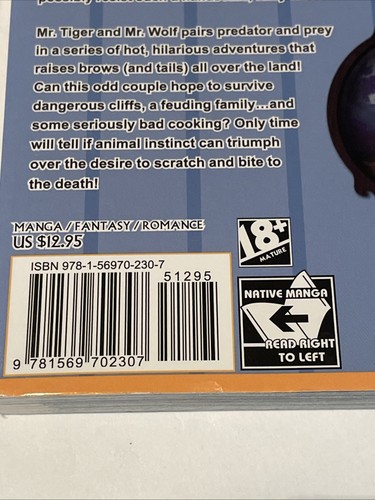 Mr. Tiger and Mr. Wolf pairs predator and prey
in a series of hot, hilarious adventures that
raises brows (and tails) all over the land!
Can this odd couple hope to survive
dangerous cliffs, a feuding family...and
some seriously bad cooking? Only time
will tell if animal instinct can triumph
over the desire to scratch and bite to
the death!
MANGA / FANTASY / ROMANCE
US $12.95
18+
MATURE
ISBN 978-1-56970-230-7
51295
9 781569 702307
NATIVE MANGA
READ RIGHT
TO LEFT